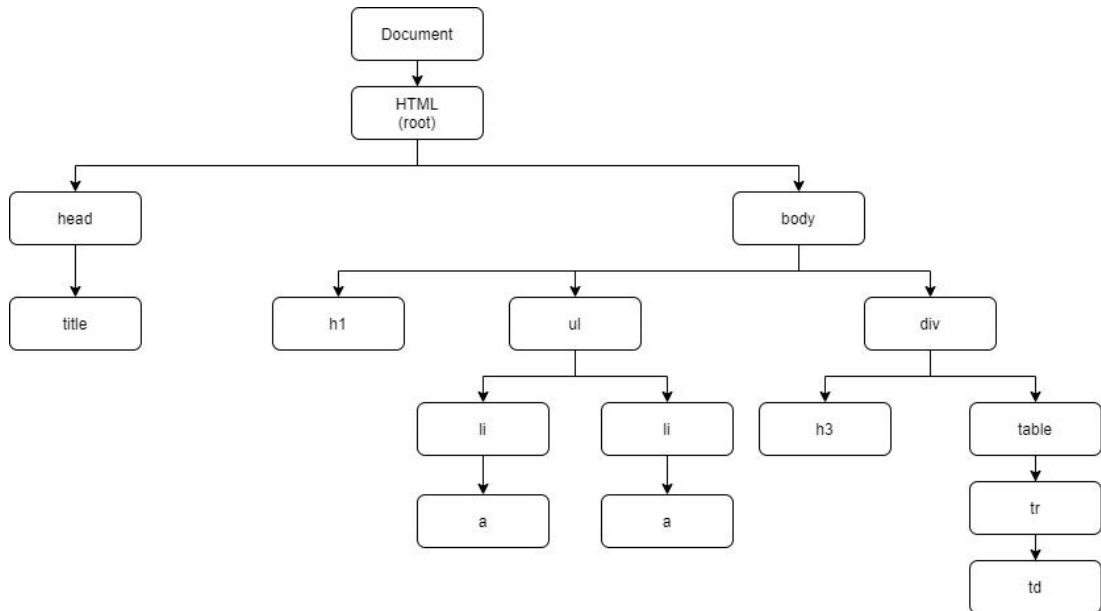 Document
HTML
(root)
head
body
title
h1
ul
div
li
li
h3
table
a
a
tr
td